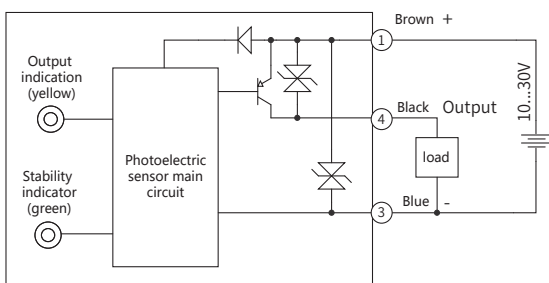 Brown +
1
Output
indication
(yellow)
10...30V
Black Output
4
Photoelectric
sensor main
circuit
load
Stability
indicator
(green)
Blue -
3